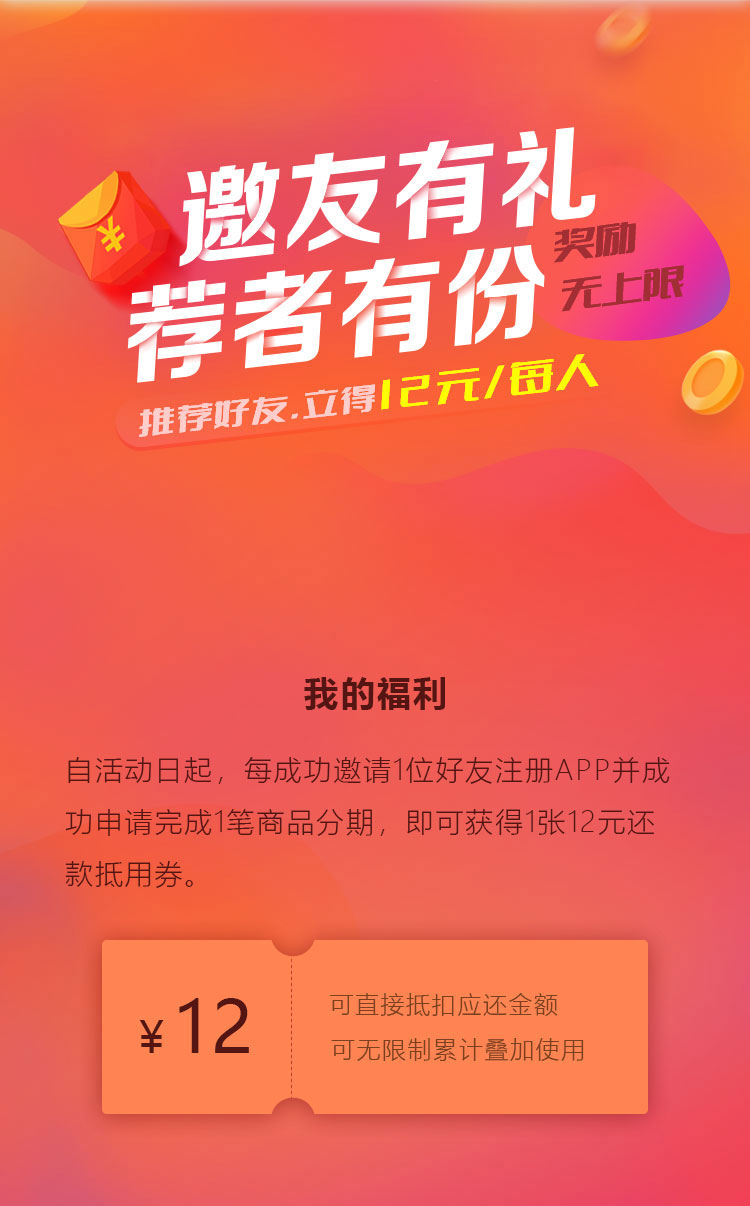 邀友有礼
荐者有份
奖励
无上限
推荐好友.立得12元/每人
我的福利
自活动日起，每成功邀请1位好友注册APP并成
功申请完成1笔商品分期，即可获得1张12元还
款抵用券。
¥12
可直接抵扣应还金额
可无限制累计叠加使用